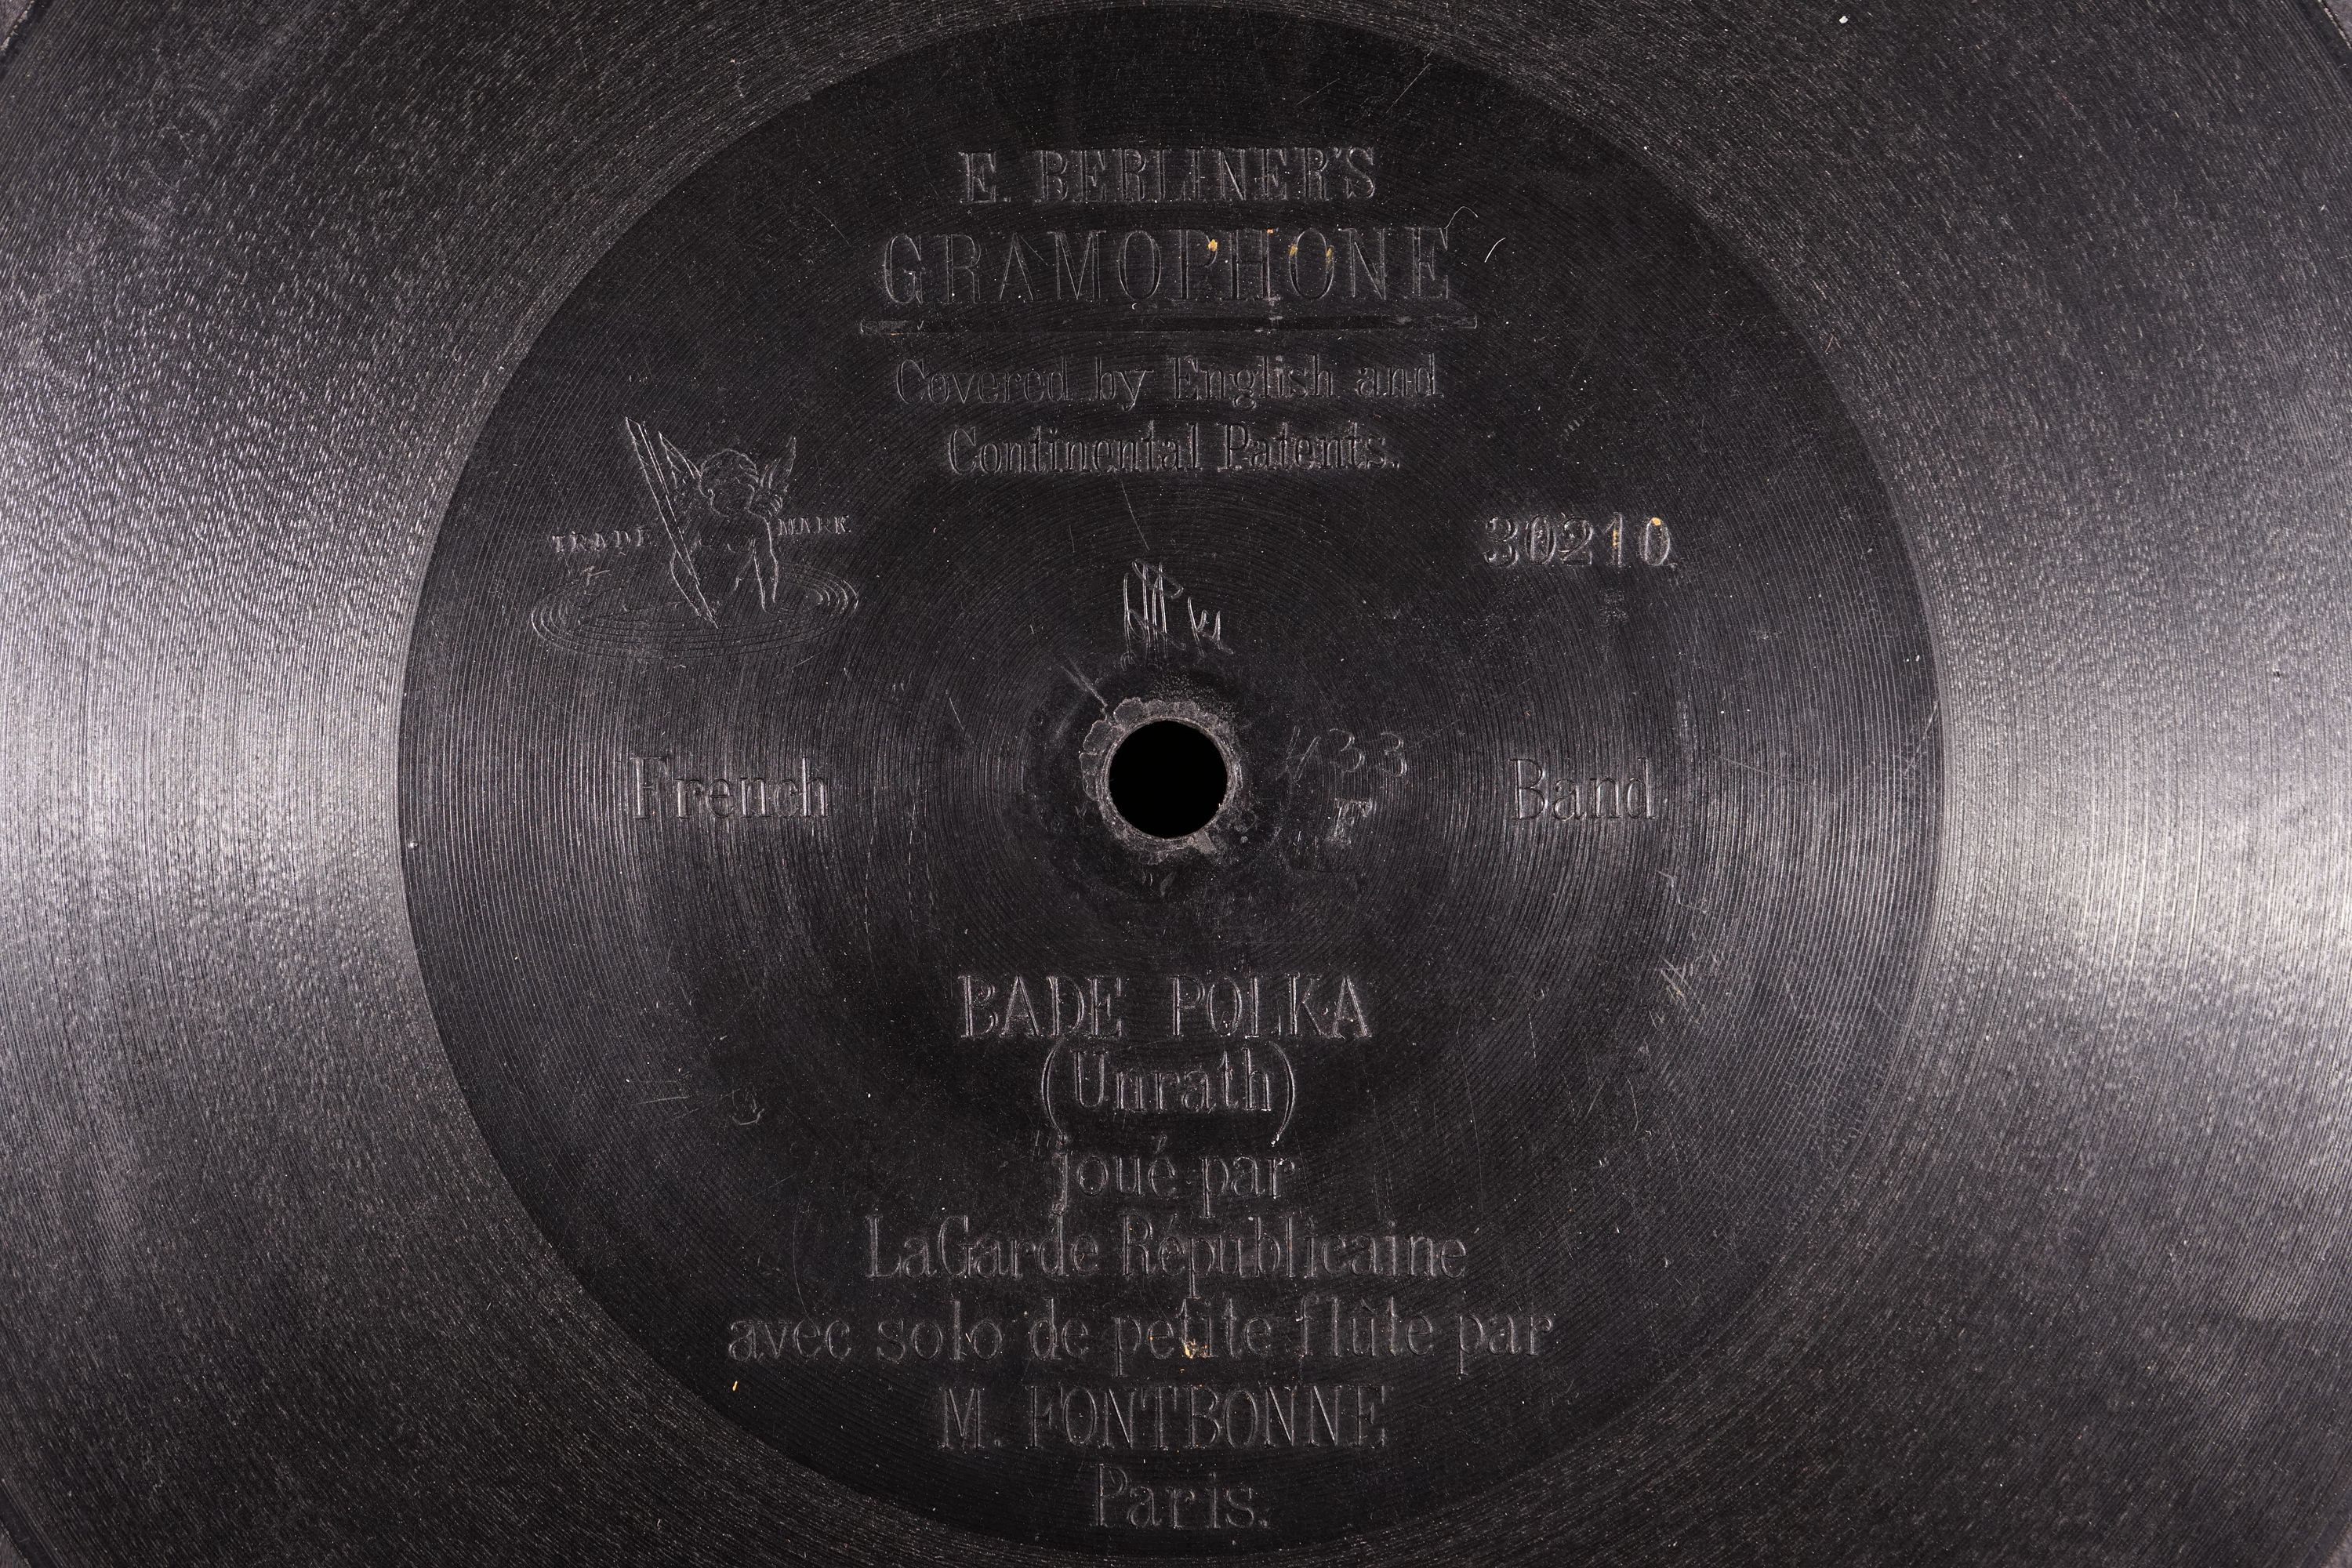 E. BERLINER'S
GRAMOPHONE
Covered by English and
Continental Patents.
TRADE MARK
30210
French
Band
433
F
BADE POLKA
(Unrath)
joué par
LaGarde Républicaine
avec solo de petite flûte par
M. FONTBONNE
Paris.